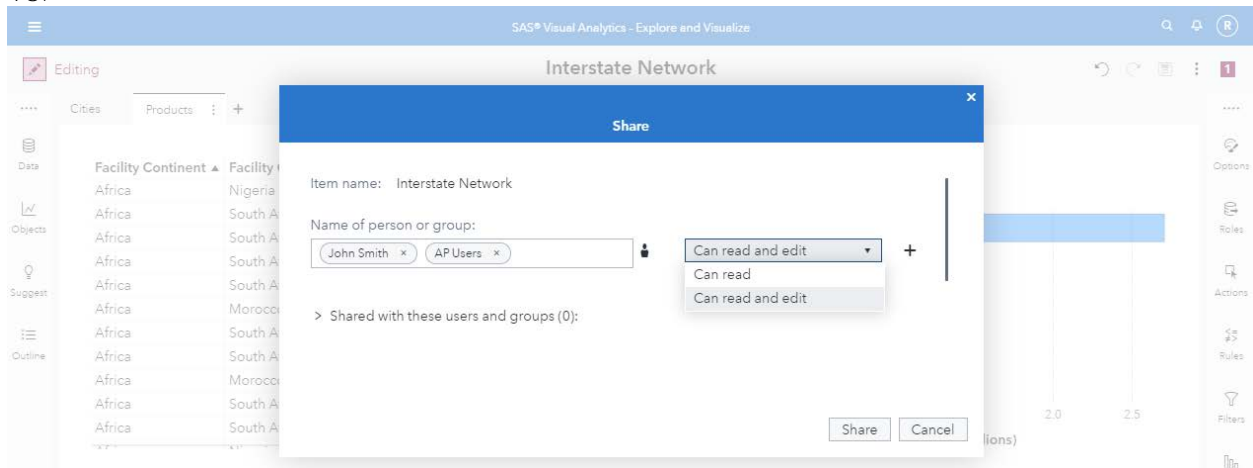 SAS® Visual Analytics - Explore and Visualize
R
Editing
Interstate Network
1
Cities
Products
+
Share
×
Data
Objects
Suggest
Outline
Facility Continent ▲ Facility
Africa Nigeria
Africa South A
Africa South A
Africa South A
Africa South A
Africa Morocc
Africa South A
Africa South A
Africa Morocc
Africa South A
Africa South A
Item name: Interstate Network
Name of person or group:
John Smith × AP Users ×
Can read and edit ▼ +
Can read
Can read and edit
> Shared with these users and groups (0):
Share Cancel
2.0 2.5
lions)
Options
Roles
Actions
Rules
Filters